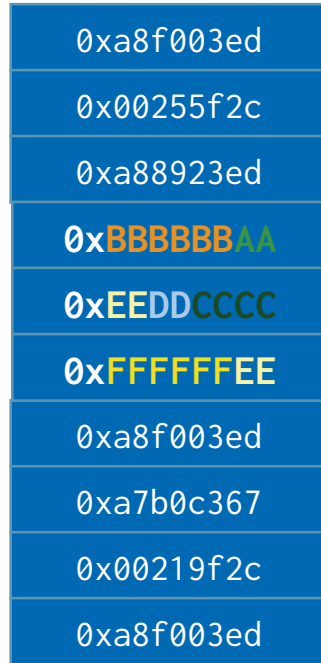 0xa8f003ed
0x00255f2c
0xa88923ed
0xBBBBBBAA
0xEEDDCCCC
0xFFFFFFEE
0xa8f003ed
0xa7b0c367
0x00219f2c
0xa8f003ed